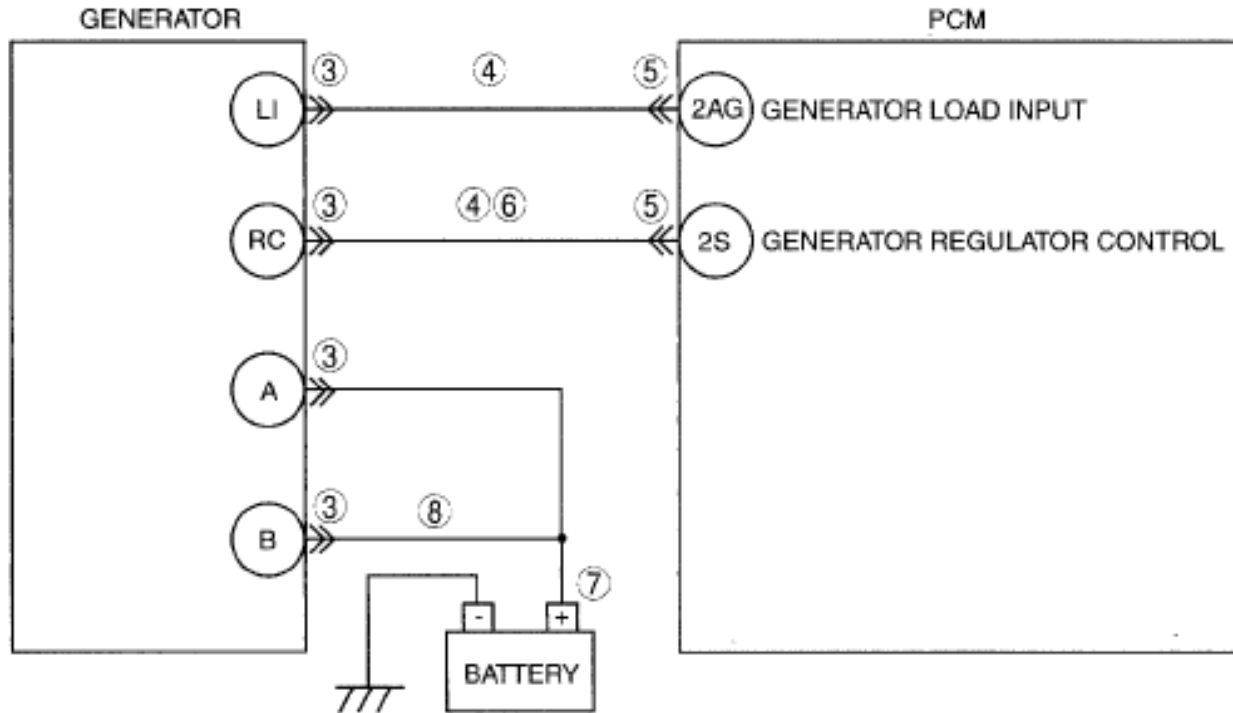 GENERATOR
PCM
③ ④ ⑤
LI 2AG GENERATOR LOAD INPUT
③ ④⑥ ⑤
RC 2S GENERATOR REGULATOR CONTROL
③
A
③ ⑧
B
⑦
- +
BATTERY